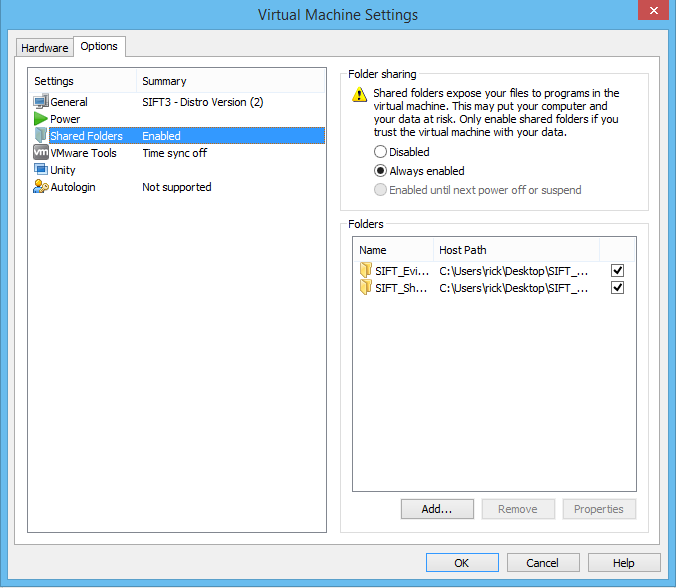 Virtual Machine Settings
Hardware Options
Settings Summary
General SIFT3 - Distro Version (2)
Power
Shared Folders Enabled
vm VMware Tools Time sync off
Unity
Autologin Not supported
Folder sharing
Shared folders expose your files to programs in the
virtual machine. This may put your computer and
your data at risk. Only enable shared folders if you
trust the virtual machine with your data.
Disabled
Always enabled
Enabled until next power off or suspend
Folders
Name Host Path
SIFT_Evi... C:\Users\rick\Desktop\SIFT_...
SIFT_Sh... C:\Users\rick\Desktop\SIFT_...
Add... Remove Properties
OK Cancel Help